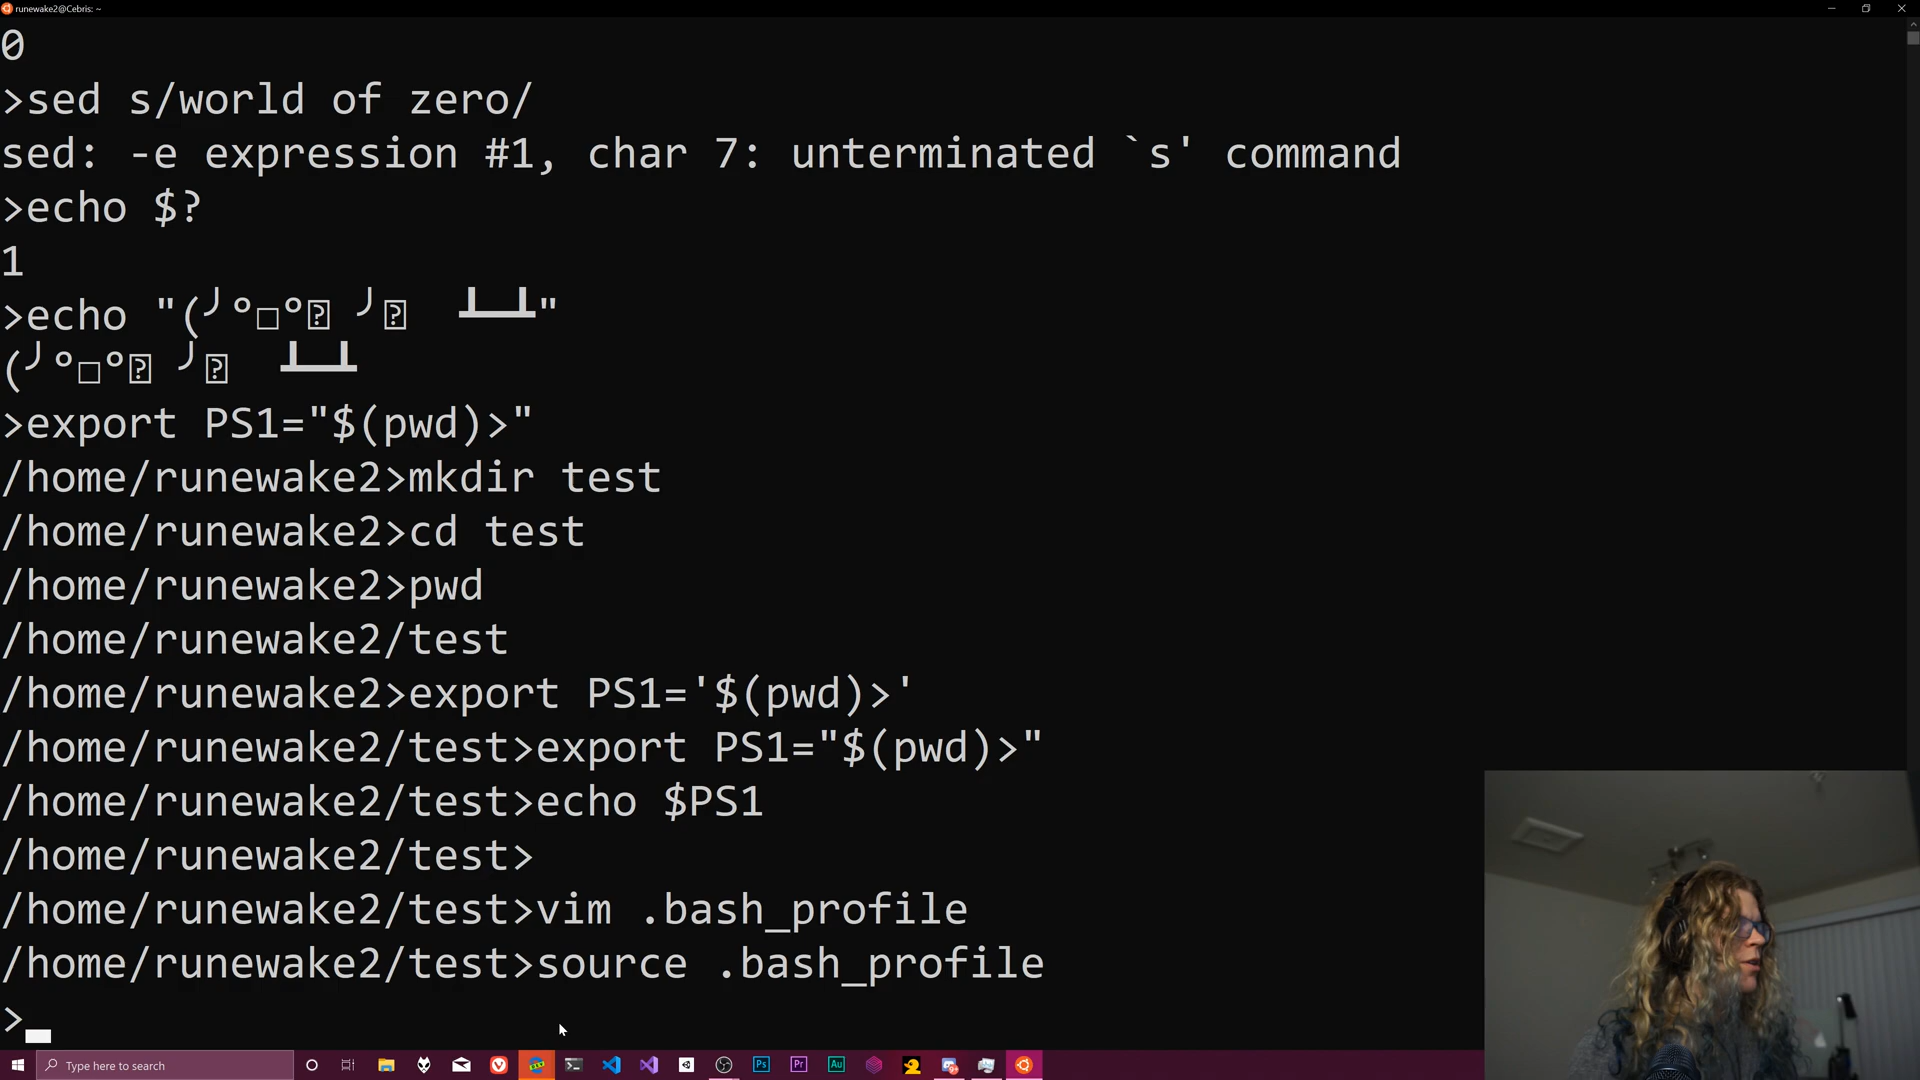 runewake2@Cebris: ~
0
>sed s/world of zero/
sed: -e expression #1, char 7: unterminated `s' command
>echo $?
1
>echo "(╯°□°⍰ ╯⍰  ┻━┻"
(╯°□°⍰ ╯⍰  ┻━┻
>export PS1="$(pwd)>"
/home/runewake2>mkdir test
/home/runewake2>cd test
/home/runewake2>pwd
/home/runewake2/test
/home/runewake2>export PS1='$(pwd)>'
/home/runewake2/test>export PS1="$(pwd)>"
/home/runewake2/test>echo $PS1
/home/runewake2/test>
/home/runewake2/test>vim .bash_profile
/home/runewake2/test>source .bash_profile
>
Type here to search
Ps
Pr
Au